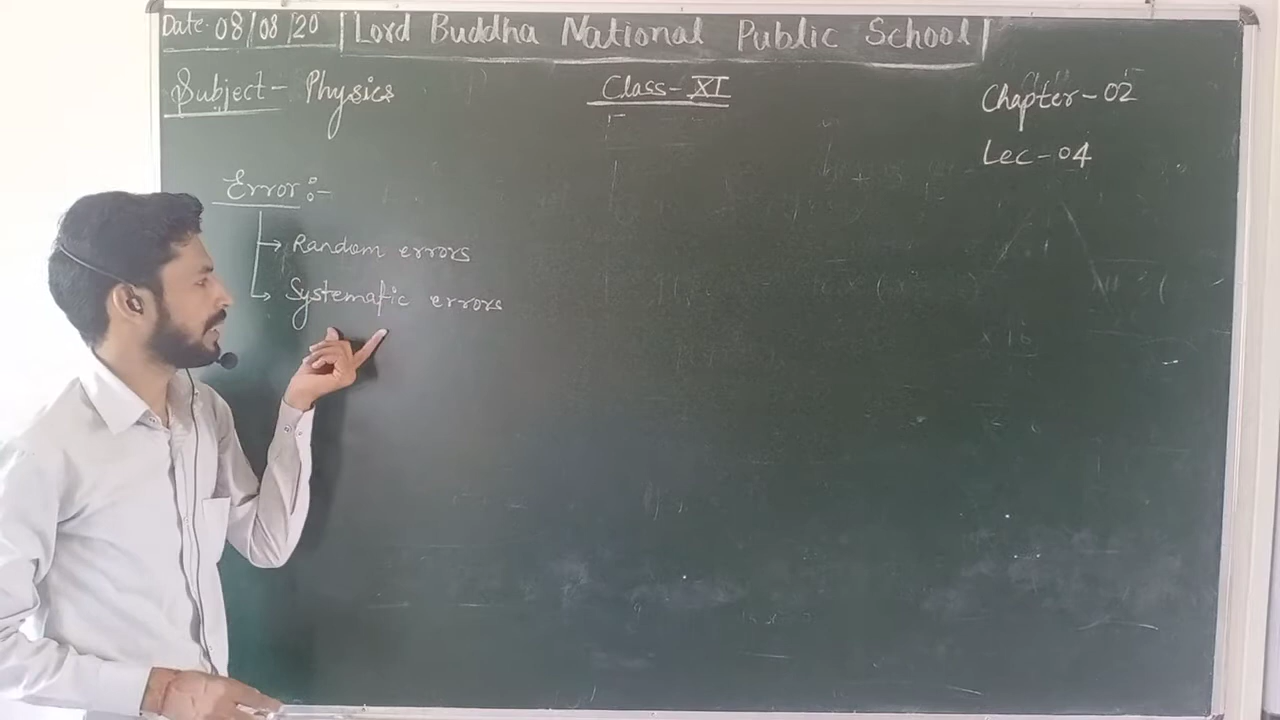 Date. 08/08/20 | Lord Buddha National Public School |
Subject - Physics
Class - XI
Chapter - 02
Lec - 04
Error :-
→ Random errors
→ Systematic errors